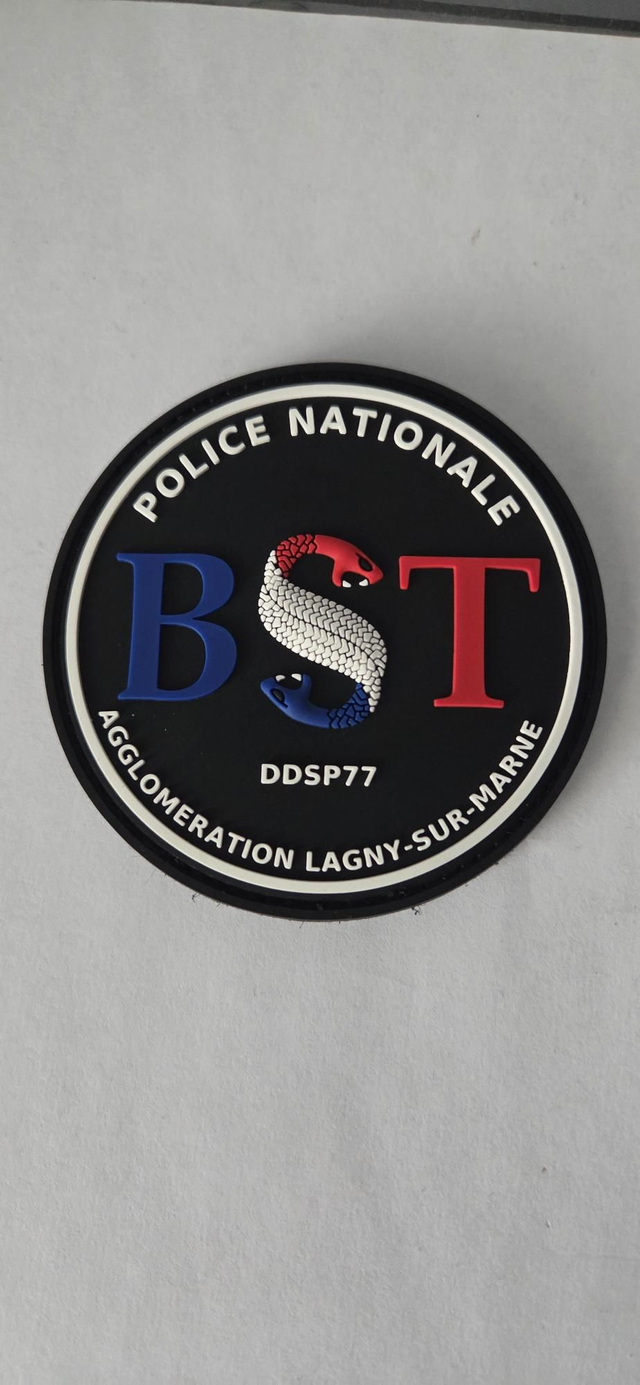 POLICE NATIONALE
BST
DDSP77
AGGLOMERATION LAGNY-SUR-MARNE